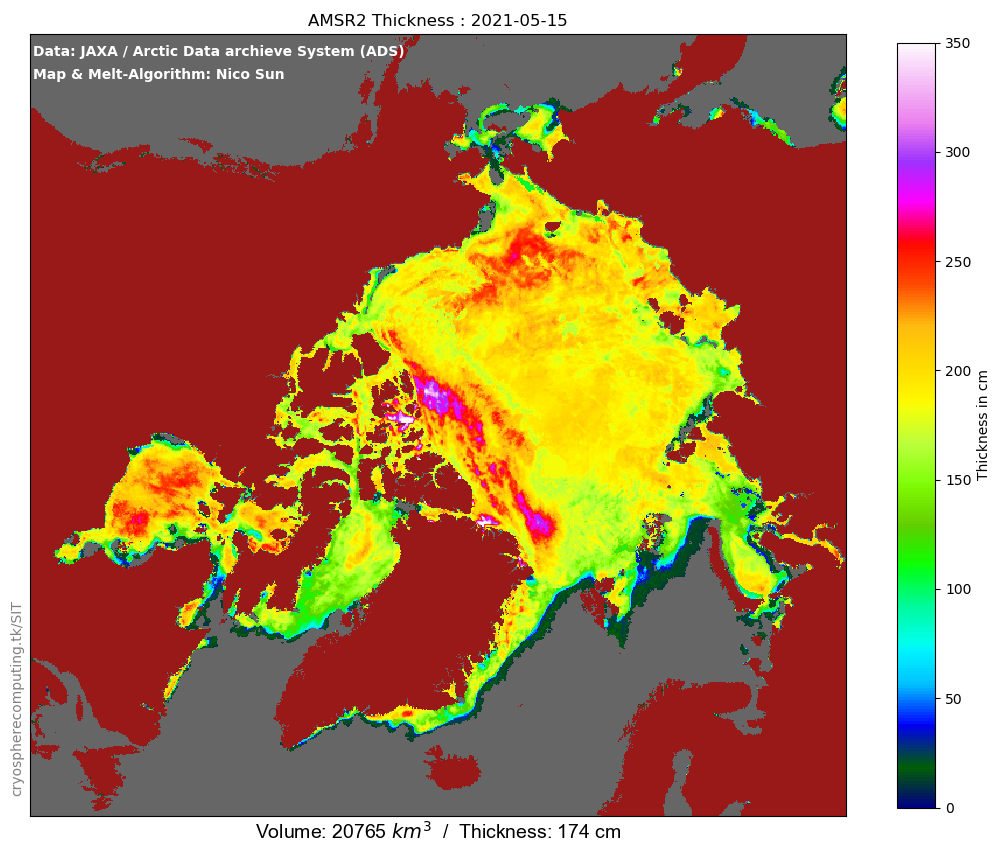 AMSR2 Thickness : 2021-05-15
Data: JAXA / Arctic Data archieve System (ADS)
Map & Melt-Algorithm: Nico Sun
350
300
250
200
150
100
50
0
Thickness in cm
cryospherecomputing.tk/SIT
Volume: 20765 km³ / Thickness: 174 cm